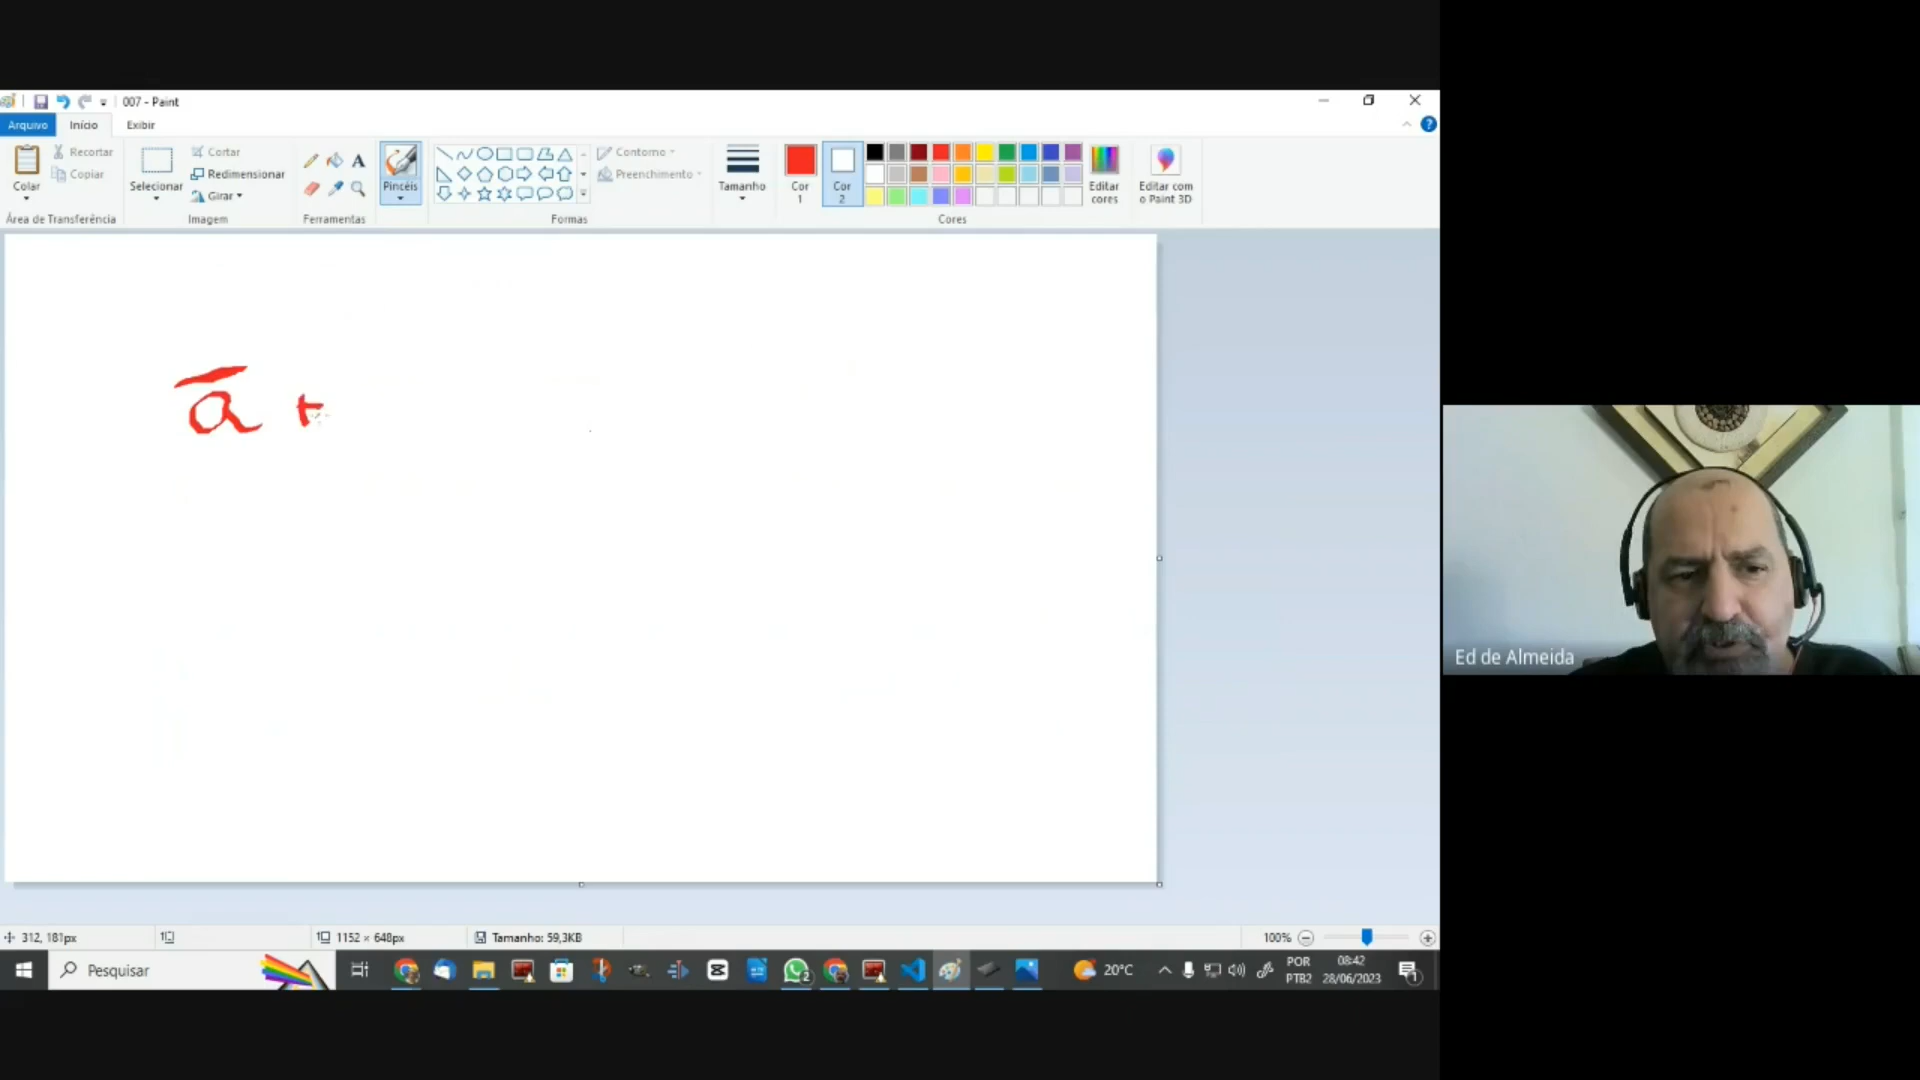 007 - Paint
Arquivo Início Exibir
Colar
Recortar
Copiar
Área de Transferência
Selecionar
Cortar
Redimensionar
Girar
Imagem
A
Ferramentas
Pincéis
Contorno
Preenchimento
Formas
Tamanho
Cor 1
Cor 2
Editar cores
Editar com o Paint 3D
Cores
a̅ +
Ed de Almeida
312, 181px
1152 × 648px
Tamanho: 59,3KB
100%
Pesquisar
2
20°C
POR
PTB2
08:42
28/06/2023
1